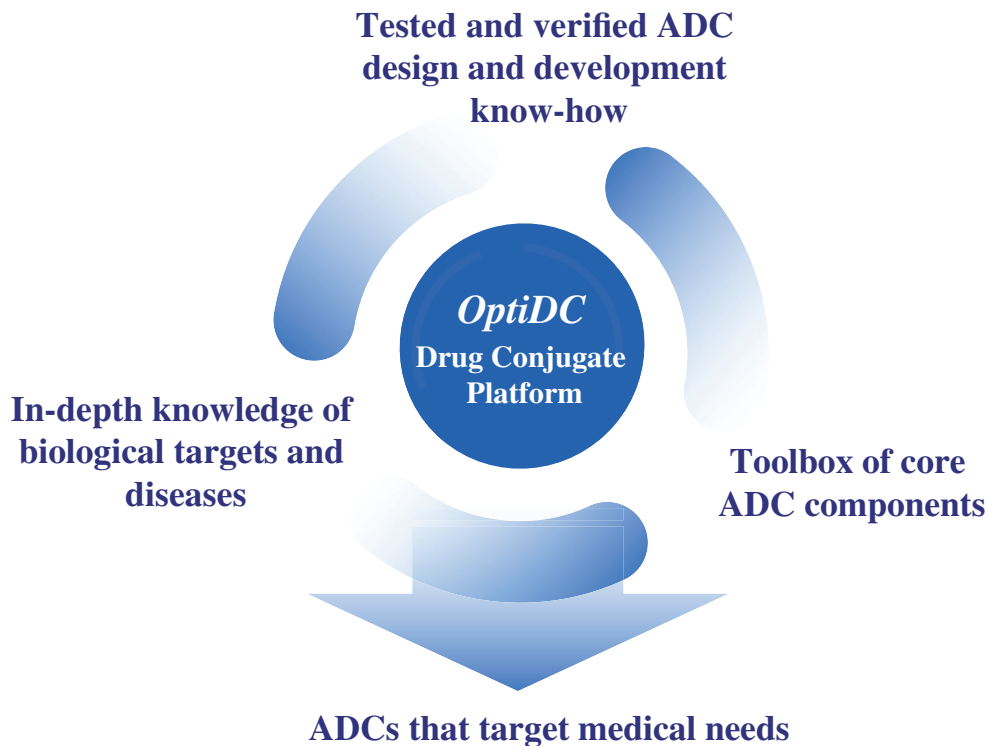 Tested and verified ADC
design and development
know-how
OptiDC
Drug Conjugate
Platform
In-depth knowledge of
biological targets and
diseases
Toolbox of core
ADC components
ADCs that target medical needs